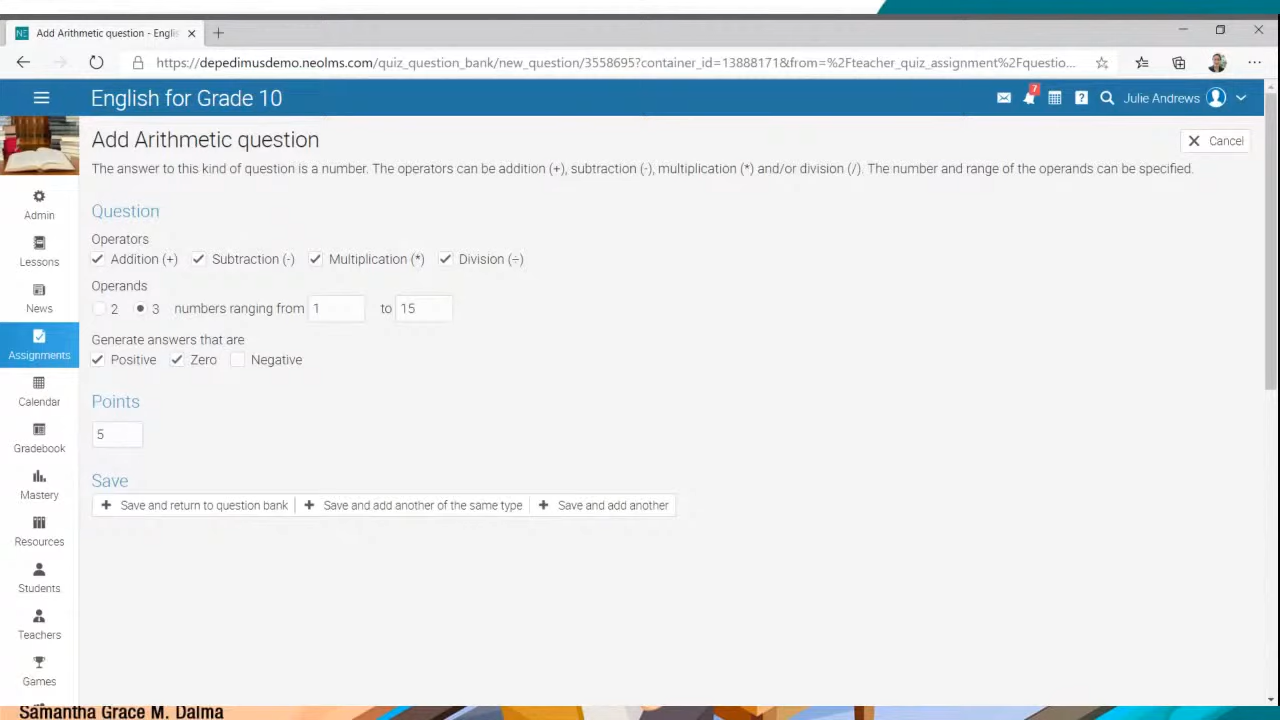 Add Arithmetic question - Englis
https://depedimusdemo.neolms.com/quiz_question_bank/new_question/3558695?container_id=13888171&from=%2Fteacher_quiz_assignment%2Fquestio...
English for Grade 10
7
Julie Andrews
Add Arithmetic question
Cancel
The answer to this kind of question is a number. The operators can be addition (+), subtraction (-), multiplication (*) and/or division (/). The number and range of the operands can be specified.
Admin
Lessons
News
Assignments
Calendar
Gradebook
Mastery
Resources
Students
Teachers
Games
Question
Operators
Addition (+) Subtraction (-) Multiplication (*) Division (÷)
Operands
2 3 numbers ranging from 1 to 15
Generate answers that are
Positive Zero Negative
Points
5
Save
Save and return to question bank Save and add another of the same type Save and add another
Samantha Grace M. Dalma